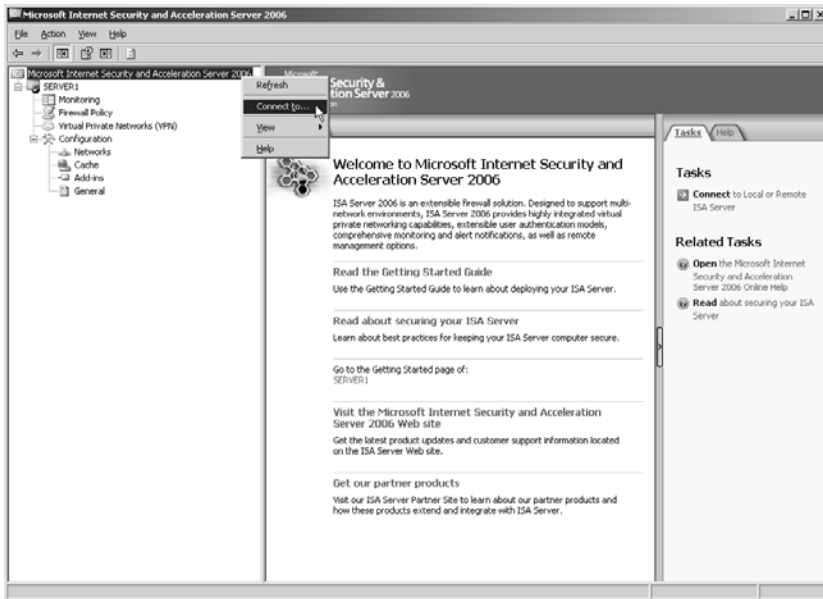 Microsoft Internet Security and Acceleration Server 2006
File Action View Help
Microsoft Internet Security and Acceleration Server 2006
SERVER1
Monitoring
Firewall Policy
Virtual Private Networks (VPN)
Configuration
Networks
Cache
Add-ins
General
Refresh
Connect to...
View
Help
Microsoft
Security &
tion Server 2006
Welcome to Microsoft Internet Security and
Acceleration Server 2006
ISA Server 2006 is an extensible firewall solution. Designed to support multi-
network environments, ISA Server 2006 provides highly integrated virtual
private networking capabilities, extensible user authentication models,
comprehensive monitoring and alert notifications, as well as remote
management options.
Read the Getting Started Guide
Use the Getting Started Guide to learn about deploying your ISA Server.
Read about securing your ISA Server
Learn about best practices for keeping your ISA Server computer secure.
Go to the Getting Started page of:
SERVER1
Visit the Microsoft Internet Security and Acceleration
Server 2006 Web site
Get the latest product updates and customer support information located
on the ISA Server Web site.
Get our partner products
Visit our ISA Server Partner Site to learn about our partner products and
how these products extend and integrate with ISA Server.
Tasks Help
Tasks
Connect to Local or Remote
ISA Server
Related Tasks
Open the Microsoft Internet
Security and Acceleration
Server 2006 Online Help
Read about securing your ISA
Server